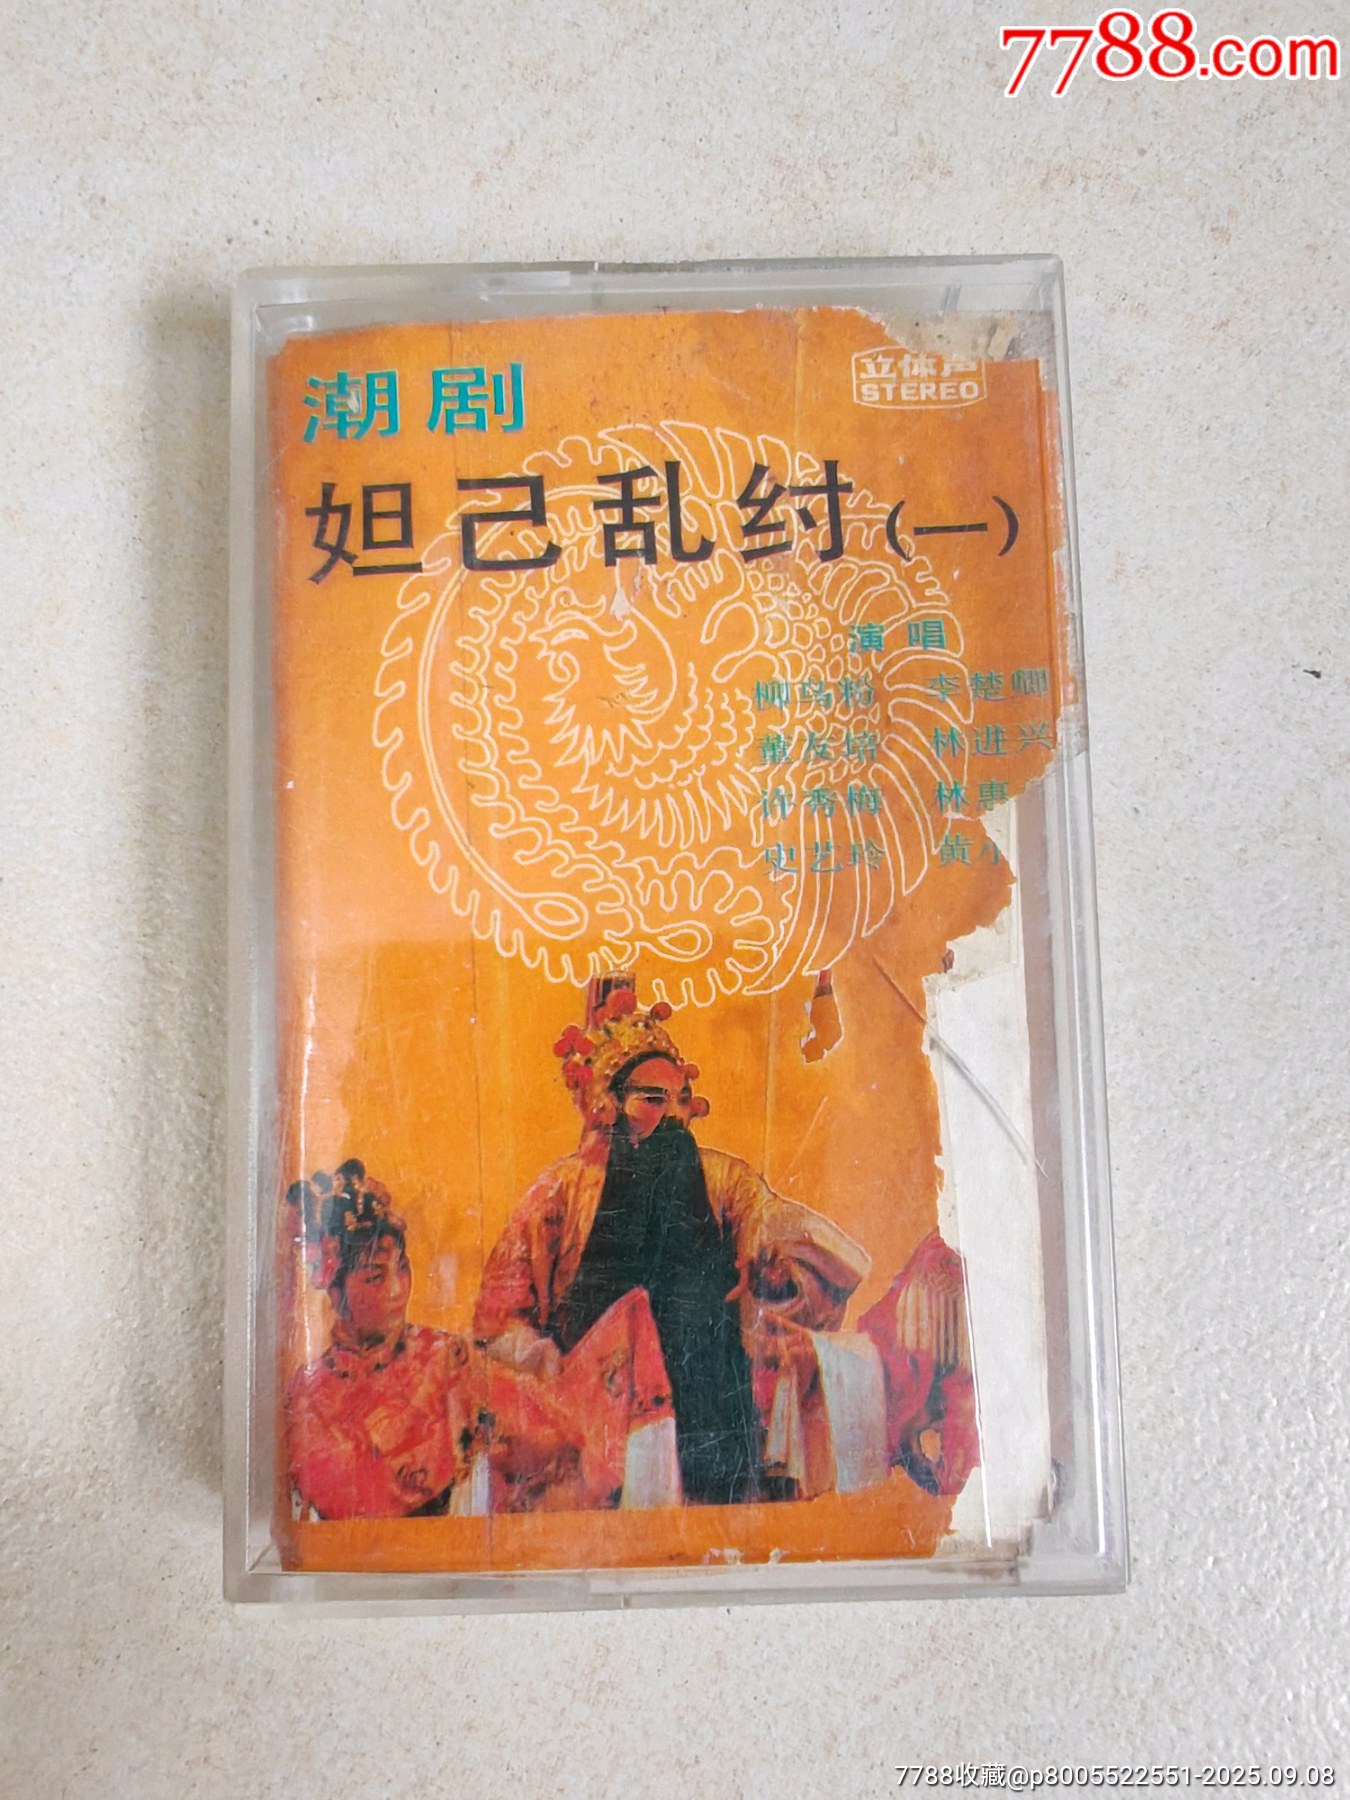 7788.com
立体声
STEREO
潮剧
妲己乱纣(一)
演唱
柳鸟粉 李楚卿
董友培 林进兴
许秀梅 林惠
史艺玲 黄小
7788收藏@p8005522551-2025.09.08